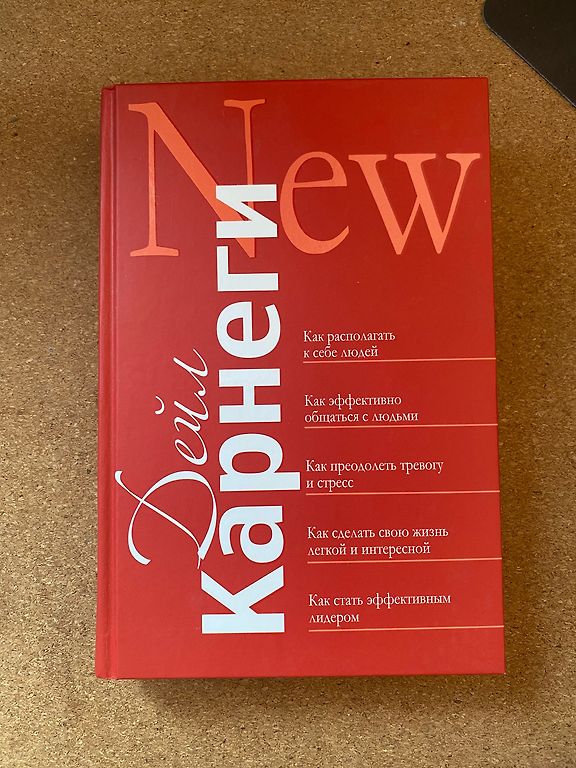 New
Дейл
Карнеги
Как располагать
к себе людей
Как эффективно
общаться с людьми
Как преодолеть тревогу
и стресс
Как сделать свою жизнь
легкой и интересной
Как стать эффективным
лидером